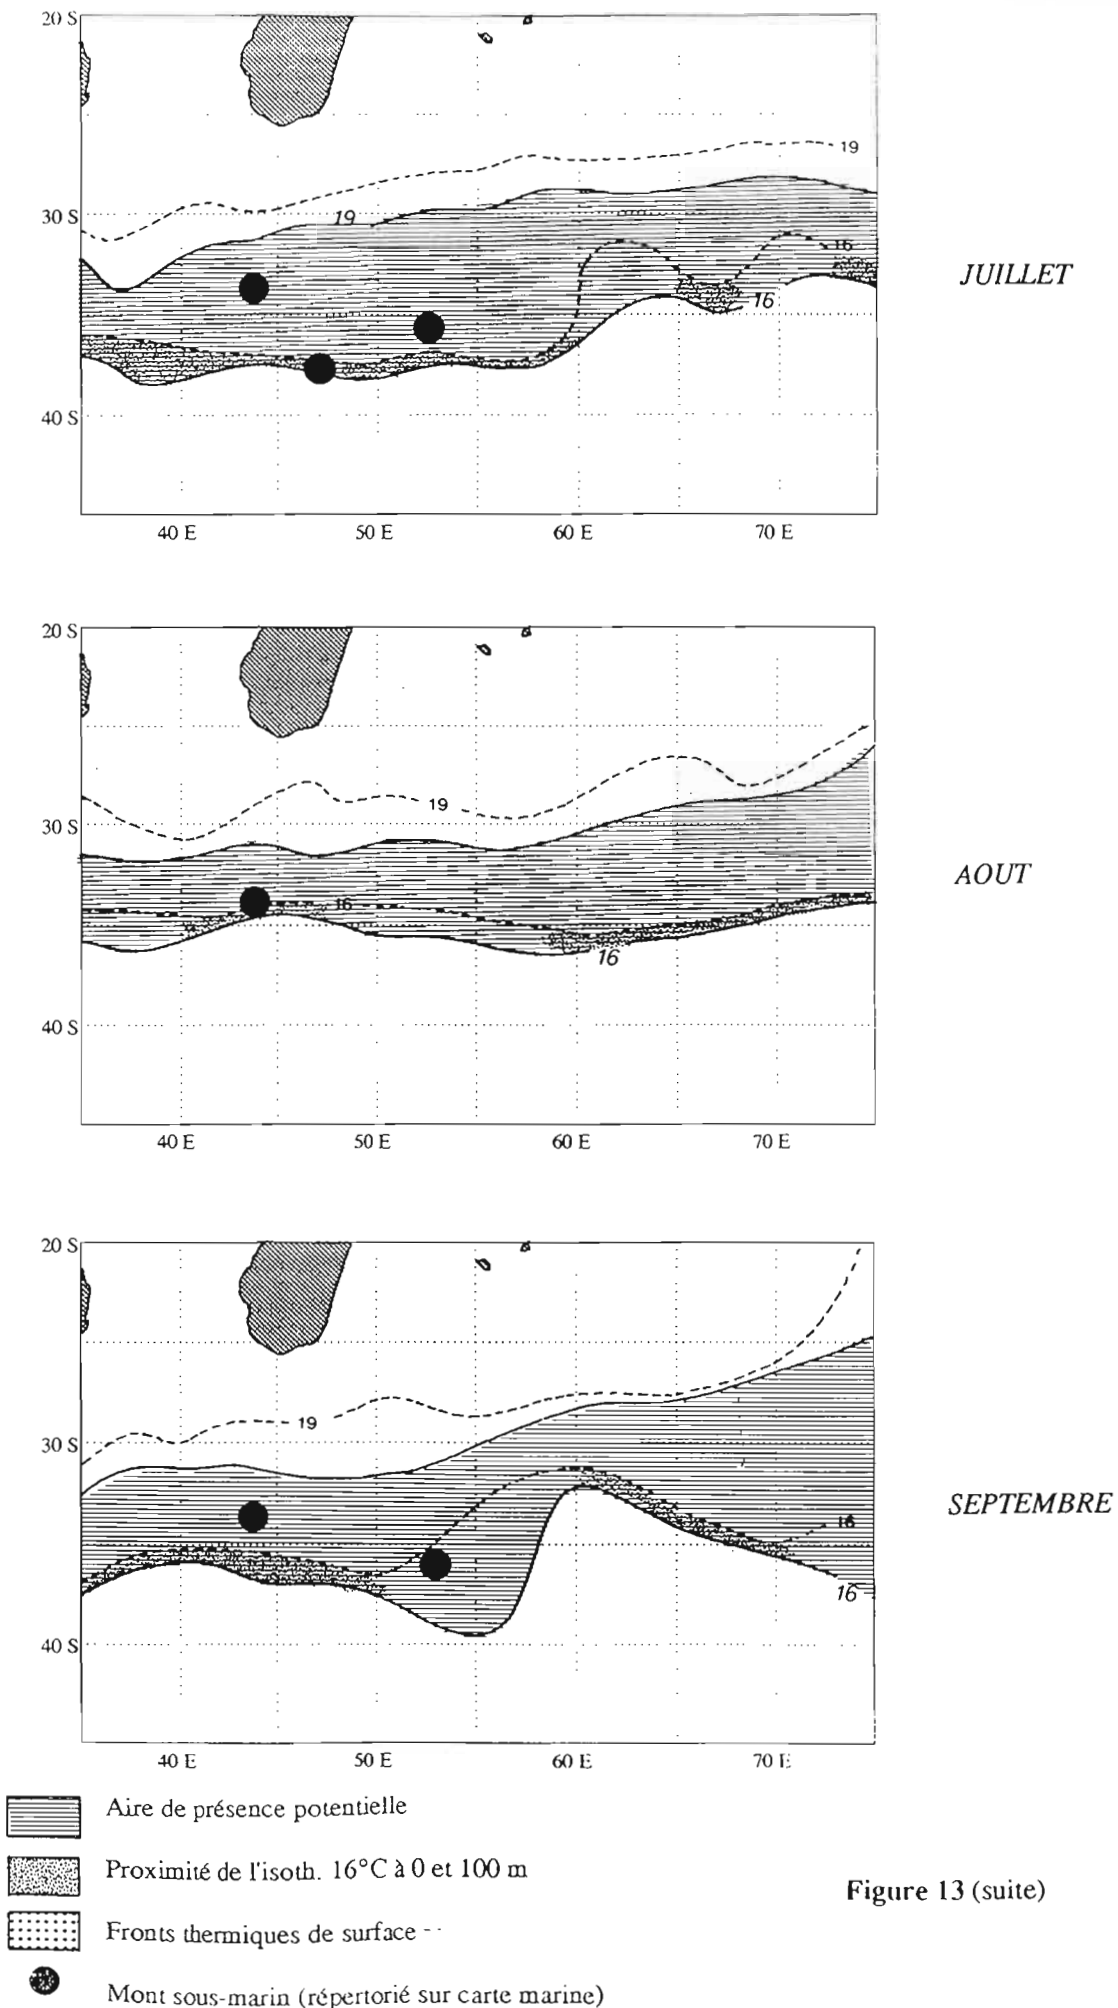 20 S
19
30 S
19
16
16
40 S
40 E 50 E 60 E 70 E
JUILLET
20 S
19
30 S
16
16
40 S
40 E 50 E 60 E 70 E
AOUT
20 S
19
30 S
16
16
40 S
40 E 50 E 60 E 70 E
SEPTEMBRE
Aire de présence potentielle
Proximité de l'isoth. 16°C à 0 et 100 m
Fronts thermiques de surface --
Mont sous-marin (répertorié sur carte marine)
Figure 13 (suite)